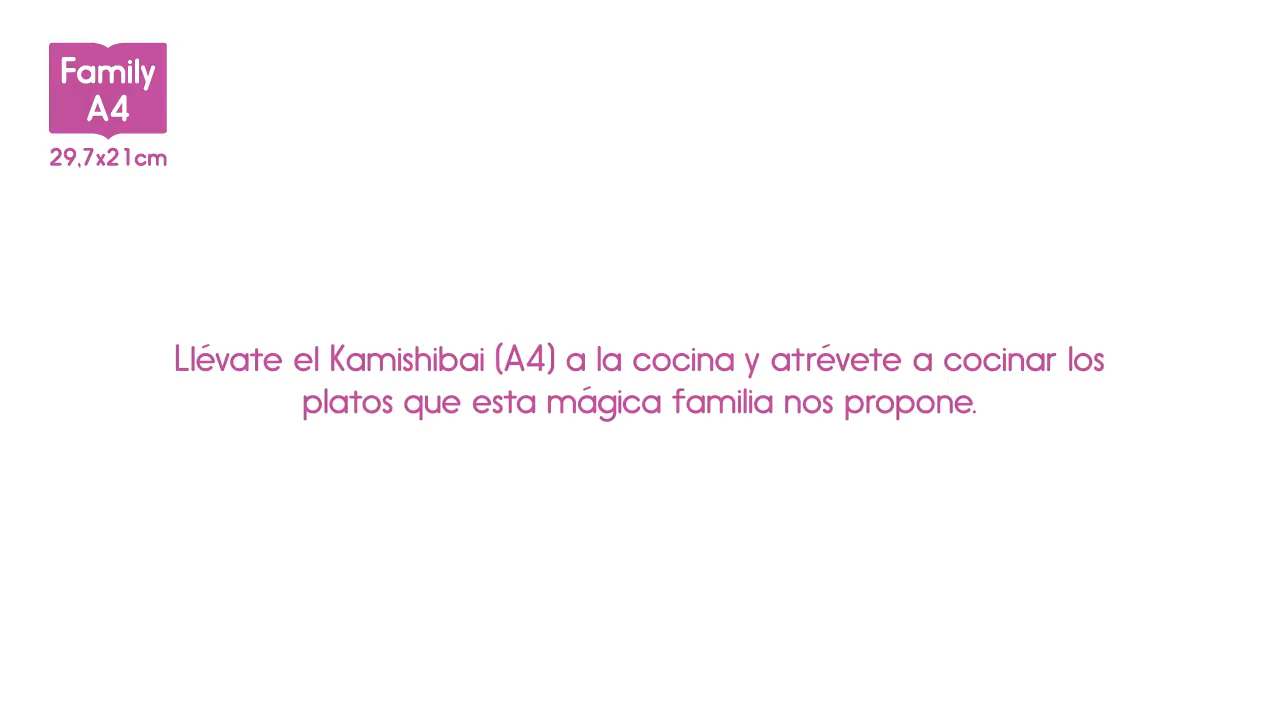 Family
A4
29,7x21cm
Llévate el Kamishibai (A4) a la cocina y atrévete a cocinar los
platos que esta mágica familia nos propone.